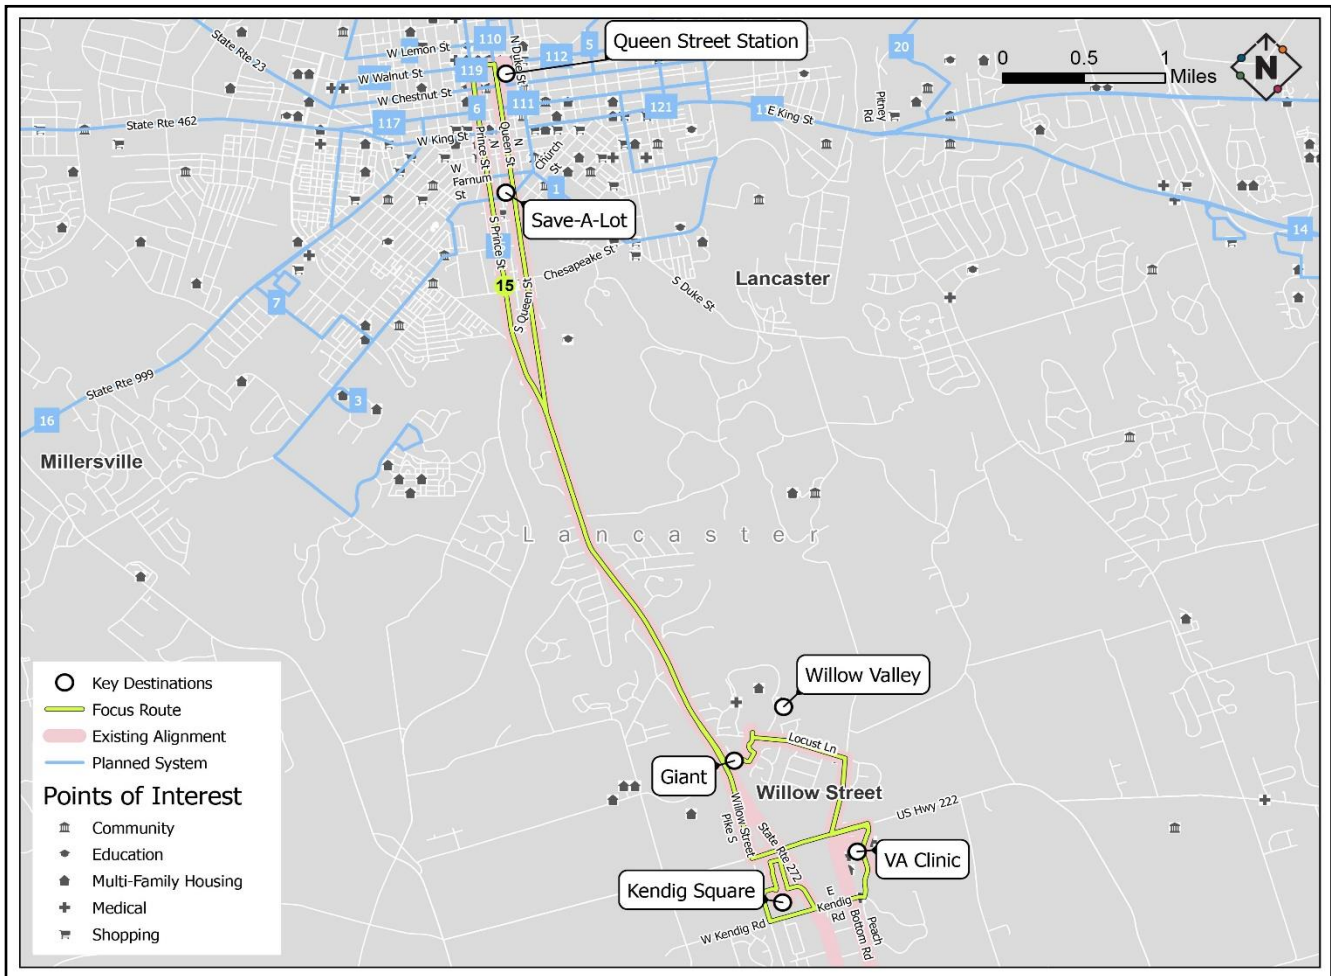 110
5
20
Queen Street Station
State Rte 23
W Lemon St
N Duke St
112
0 0.5 1
Miles
N
W Walnut St
119
W Chestnut St
111
121
E King St
Pitney
Rd
6
State Rte 462
117
W King St
N
Prince St
N
Queen St
Church
St
W
Farnum
St
1
Save-A-Lot
14
S Prince St
Chesapeake St
Lancaster
15
S Duke St
7
S Queen St
State Rte 999
3
16
Millersville
Lancaster
Willow Valley
Locust Ln
Giant
Willow Street
Willow Street
Pike S
State Rte 272
US Hwy 222
VA Clinic
Kendig Square
E
Kendig
Rd
W Kendig Rd
Peach
Bottom Rd
Key Destinations
Focus Route
Existing Alignment
Planned System
Points of Interest
Community
Education
Multi-Family Housing
Medical
Shopping